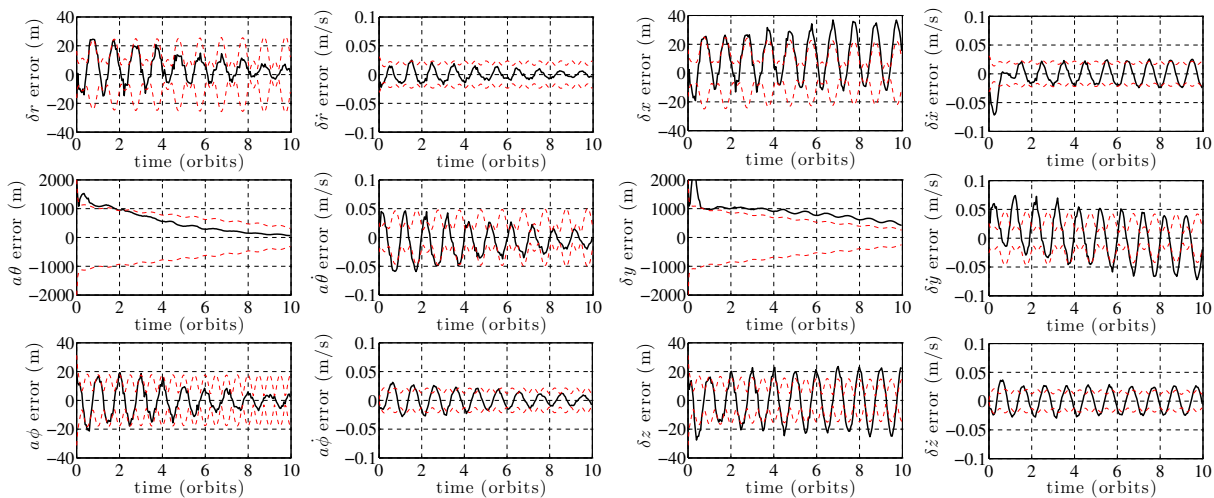 δr error (m)
40
20
0
−20
−40
0 2 4 6 8 10
time (orbits)
δṙ error (m/s)
0.1
0.05
0
−0.05
−0.1
0 2 4 6 8 10
time (orbits)
δx error (m)
40
20
0
−20
−40
0 2 4 6 8 10
time (orbits)
δẋ error (m/s)
0.1
0.05
0
−0.05
−0.1
0 2 4 6 8 10
time (orbits)
aθ error (m)
2000
1000
0
−1000
−2000
0 2 4 6 8 10
time (orbits)
aθ̇ error (m/s)
0.1
0.05
0
−0.05
−0.1
0 2 4 6 8 10
time (orbits)
δy error (m)
2000
1000
0
−1000
−2000
0 2 4 6 8 10
time (orbits)
δẏ error (m/s)
0.1
0.05
0
−0.05
−0.1
0 2 4 6 8 10
time (orbits)
aϕ error (m)
40
20
0
−20
−40
0 2 4 6 8 10
time (orbits)
aϕ̇ error (m/s)
0.1
0.05
0
−0.05
−0.1
0 2 4 6 8 10
time (orbits)
δz error (m)
40
20
0
−20
−40
0 2 4 6 8 10
time (orbits)
δż error (m/s)
0.1
0.05
0
−0.05
−0.1
0 2 4 6 8 10
time (orbits)